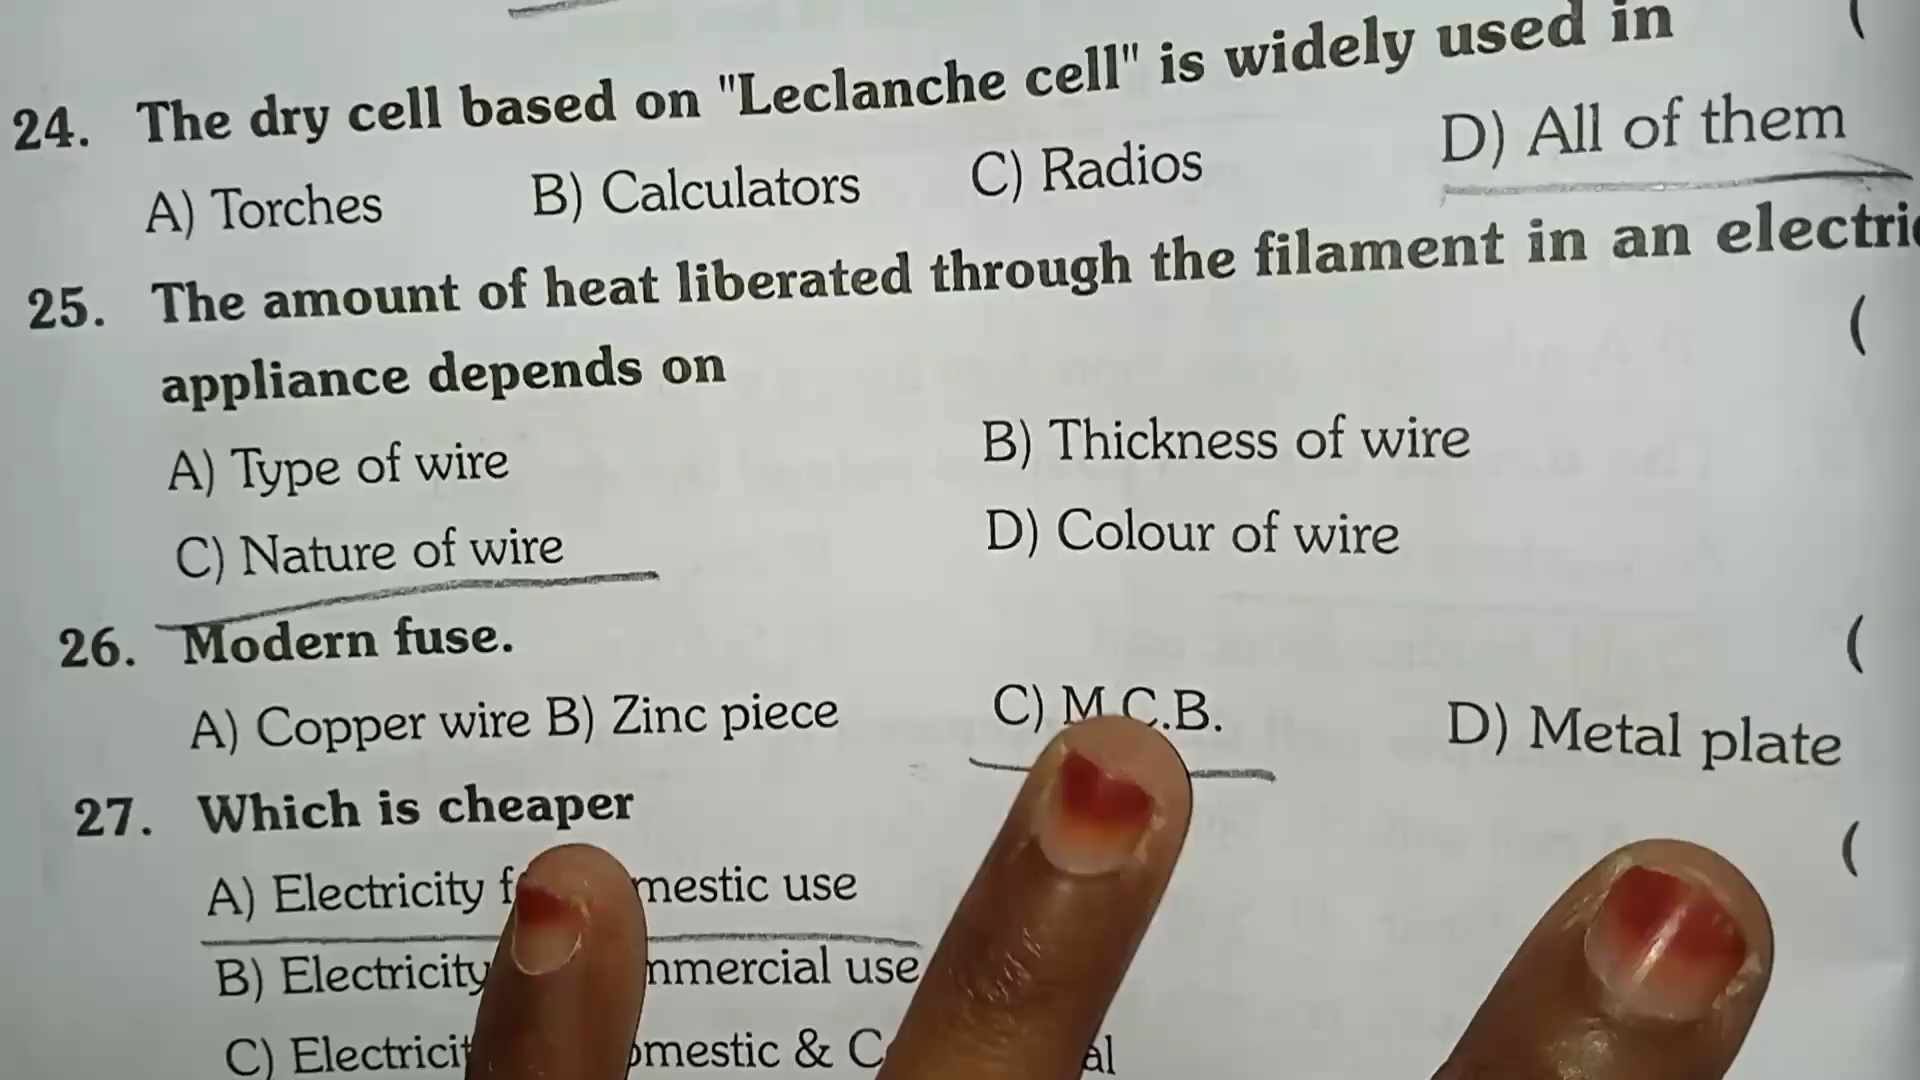 24. The dry cell based on "Leclanche cell" is widely used in (
A) Torches B) Calculators C) Radios D) All of them
25. The amount of heat liberated through the filament in an electri
appliance depends on (
A) Type of wire B) Thickness of wire
C) Nature of wire D) Colour of wire
26. Modern fuse. (
A) Copper wire B) Zinc piece C) M.C.B. D) Metal plate
27. Which is cheaper (
A) Electricity mestic use
B) Electricity mmercial use
C) Electricit omestic & C al